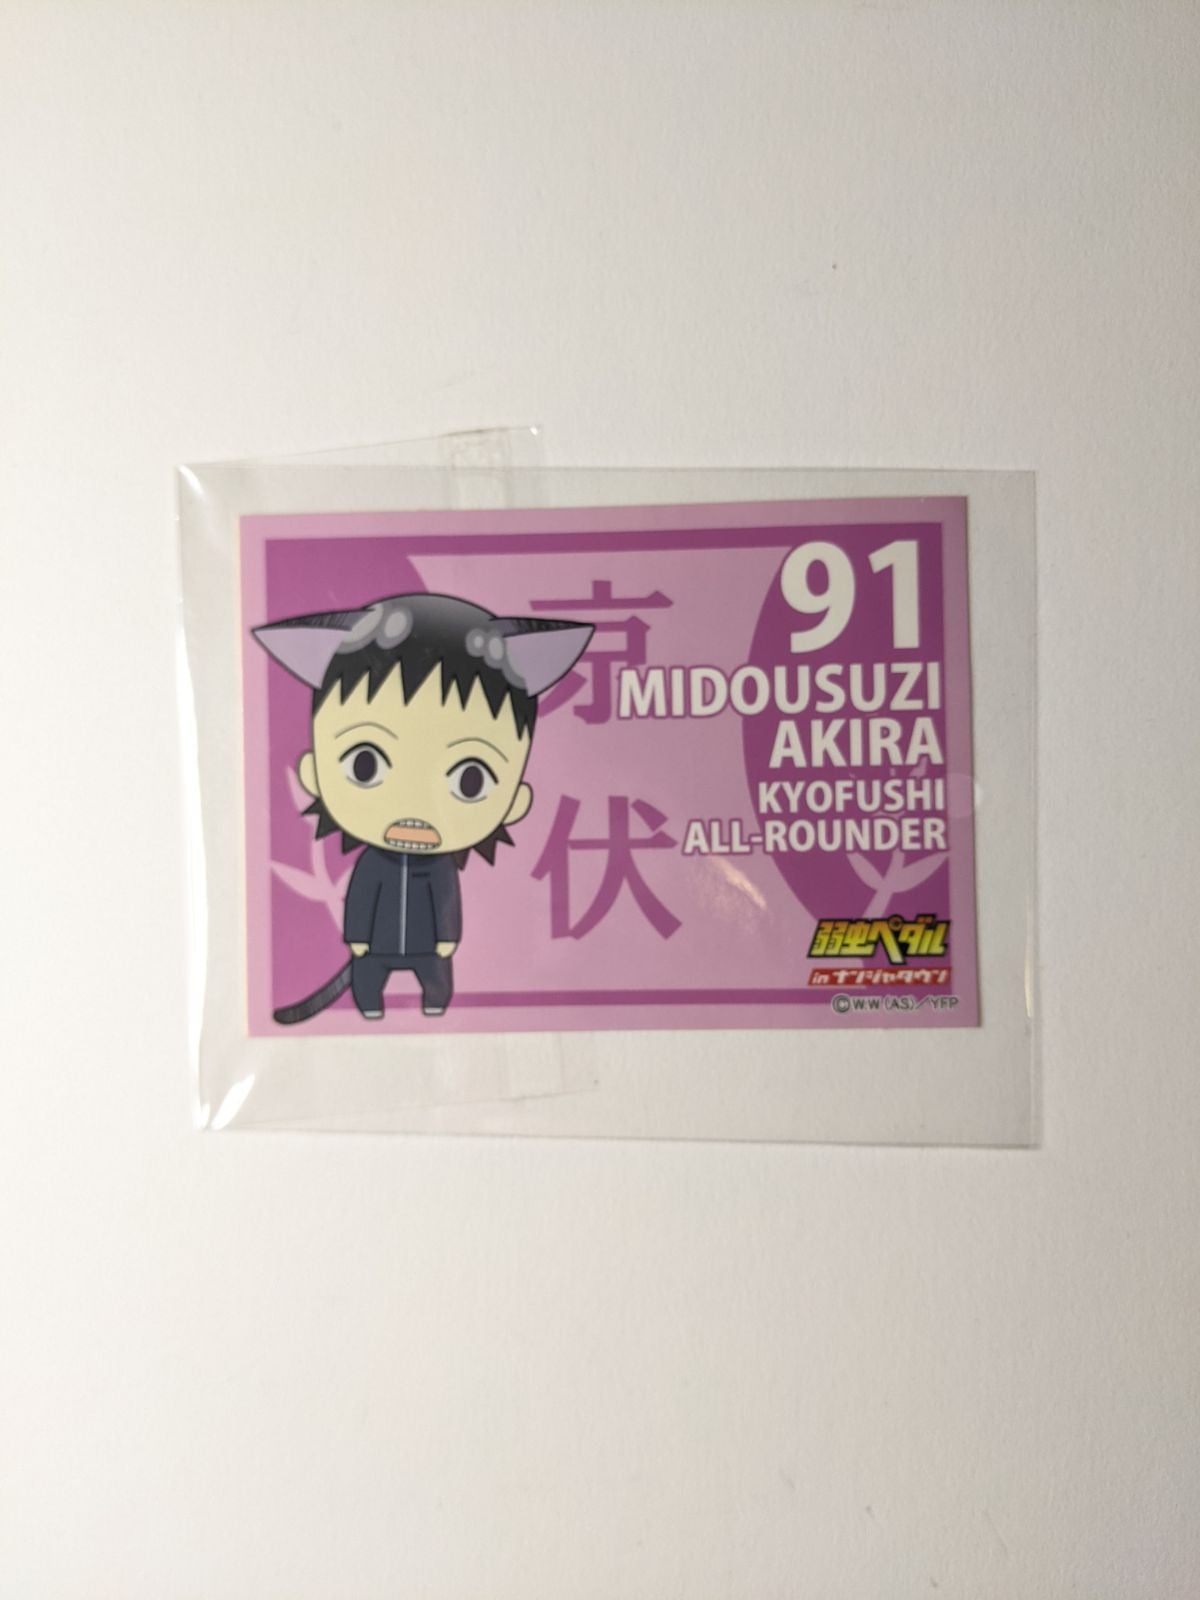 京伏
91
MIDOUSUZI
AKIRA
KYOFUSHI
ALL-ROUNDER
弱虫ペダル
in ナンジャタウン
©W.W.(AS)/YFP